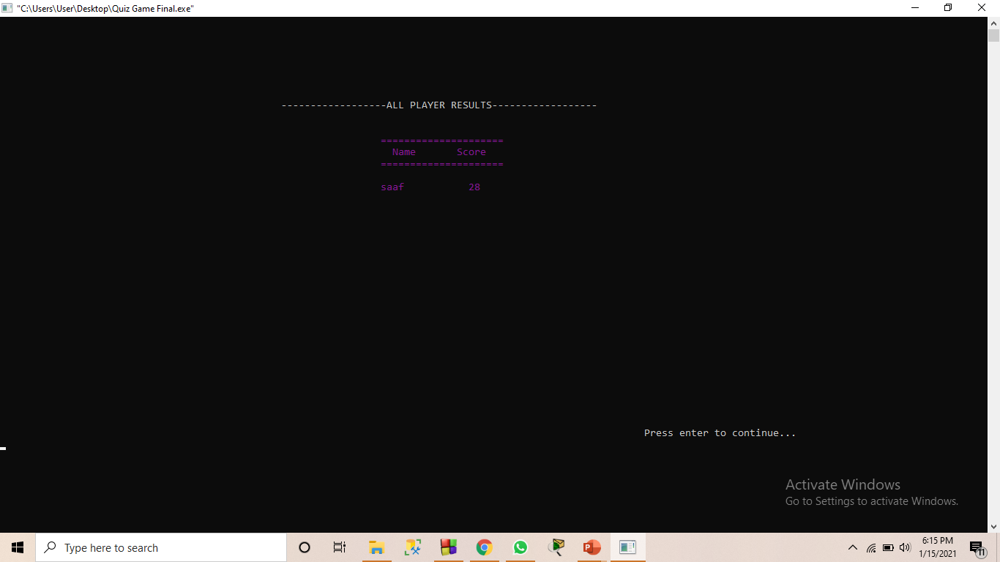 "C:\Users\User\Desktop\Quiz Game Final.exe"
------------------ALL PLAYER RESULTS------------------
=====================
Name Score
=====================
saaf 28
Press enter to continue...
Activate Windows
Go to Settings to activate Windows.
Type here to search
6:15 PM
1/15/2021
11